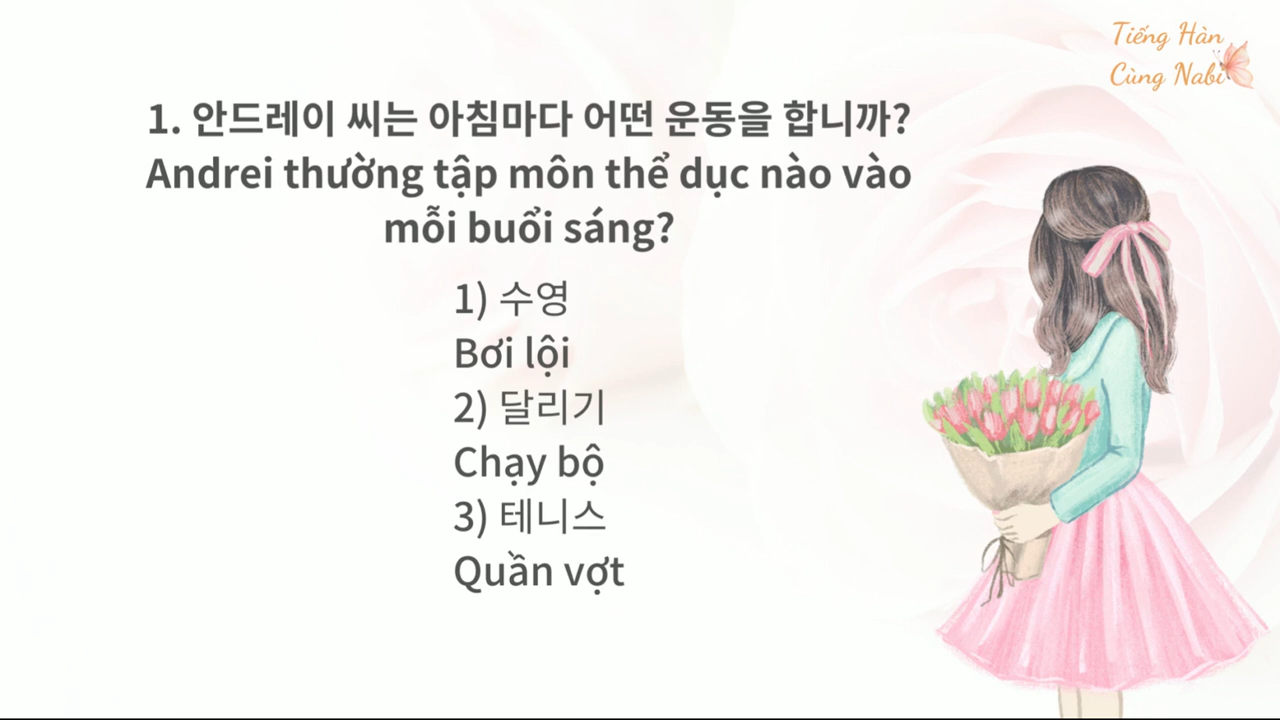 Tiếng Hàn
Cùng Nabi
1. 안드레이 씨는 아침마다 어떤 운동을 합니까?
Andrei thường tập môn thể dục nào vào
mỗi buổi sáng?
1) 수영
Bơi lội
2) 달리기
Chạy bộ
3) 테니스
Quần vợt